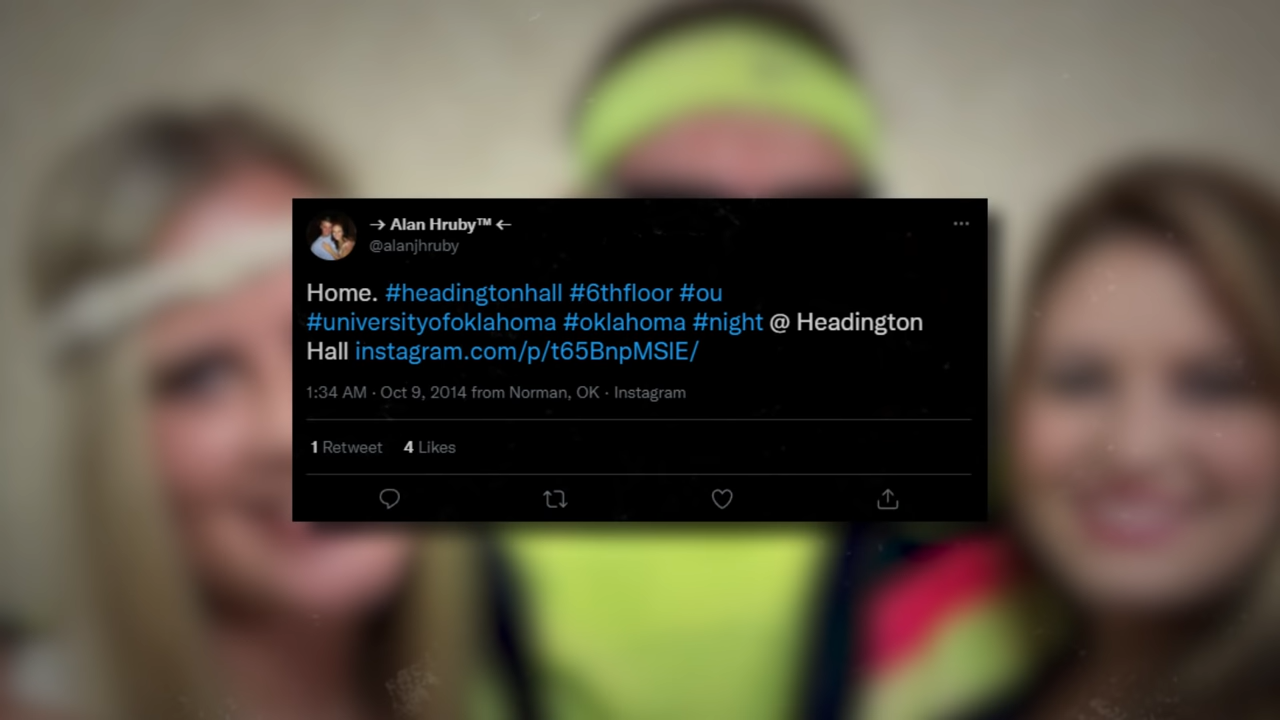 → Alan Hruby™ ←
@alanjhruby
Home. #headingtonhall #6thfloor #ou
#universityofoklahoma #oklahoma #night @ Headington
Hall instagram.com/p/t65BnpMSIE/
1:34 AM · Oct 9, 2014 from Norman, OK · Instagram
1 Retweet 4 Likes